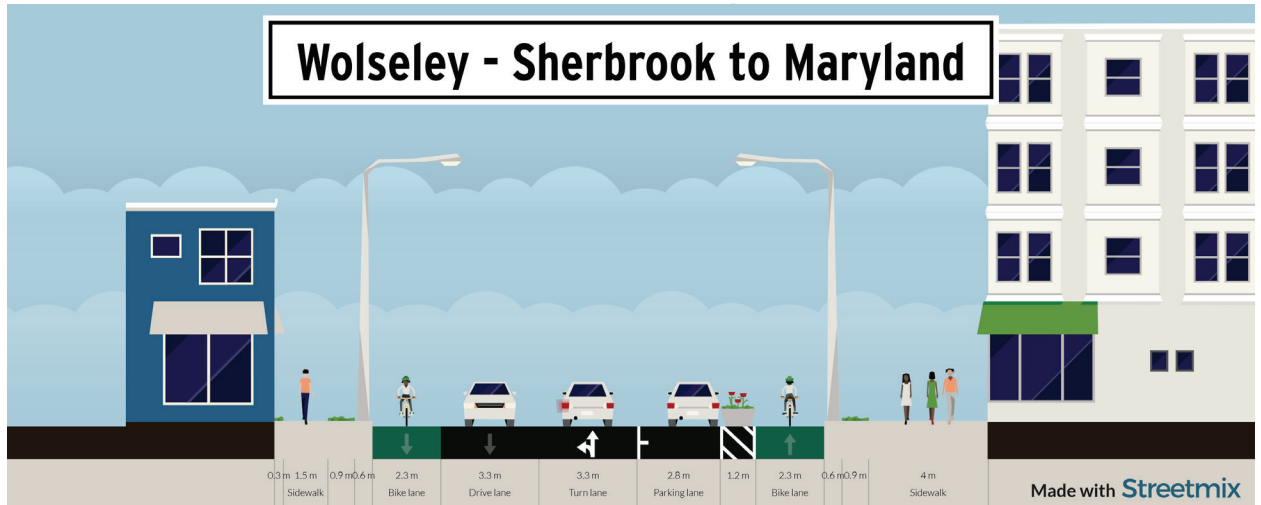 Wolseley - Sherbrook to Maryland
0.3 m 1.5 m 0.9 m 0.6 m 2.3 m 3.3 m 3.3 m 2.8 m 1.2 m 2.3 m 0.6 m 0.9 m 4 m
Sidewalk Bike lane Drive lane Turn lane Parking lane Bike lane Sidewalk
Made with Streetmix